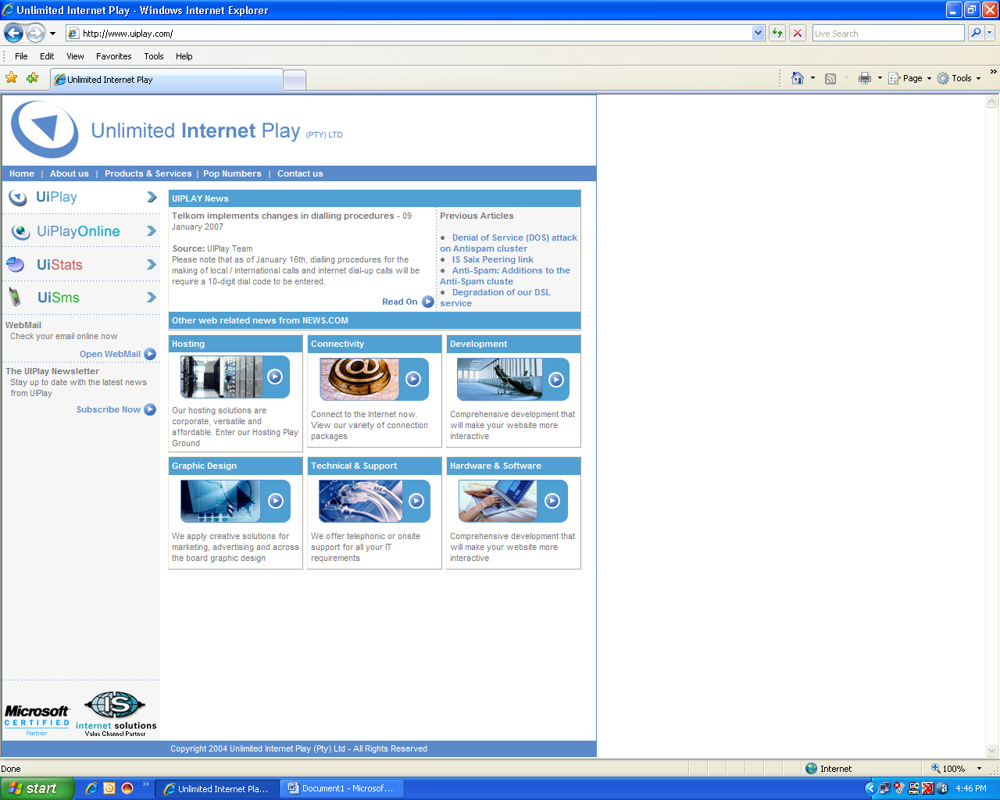 Unlimited Internet Play - Windows Internet Explorer
http://www.uiplay.com/
Live Search
File Edit View Favorites Tools Help
Unlimited Internet Play
Page Tools
Unlimited Internet Play (PTY) LTD
Home | About us | Products & Services | Pop Numbers | Contact us
UiPlay
UiPlayOnline
UiStats
UiSms
WebMail
Check your email online now
Open WebMail
The UIPlay Newsletter
Stay up to date with the latest news
from UIPlay
Subscribe Now
UIPLAY News
Telkom implements changes in dialling procedures - 09
January 2007
Source: UIPlay Team
Please note that as of January 16th, dialling procedures for the
making of local / international calls and internet dial-up calls will be
require a 10-digit dial code to be entered.
Read On
Previous Articles
● Denial of Service (DOS) attack
on Antispam cluster
● IS Saix Peering link
● Anti-Spam: Additions to the
Anti-Spam cluste
● Degradation of our DSL
service
Other web related news from NEWS.COM
Hosting
Our hosting solutions are
corporate, versatile and
affordable. Enter our Hosting Play
Ground
Connectivity
@
Connect to the Internet now.
View our variety of connection
packages
Development
Comprehensive development that
will make your website more
interactive
Graphic Design
We apply creative solutions for
marketing, advertising and across
the board graphic design
Technical & Support
We offer telephonic or onsite
support for all your IT
requirements
Hardware & Software
Comprehensive development that
will make your website more
interactive
Microsoft
CERTIFIED
Partner
IS
internet solutions
Value Channel Partner
Copyright 2004 Unlimited Internet Play (Pty) Ltd - All Rights Reserved
Done
Internet
100%
start
Unlimited Internet Pla...
Document1 - Microsof...
4:46 PM